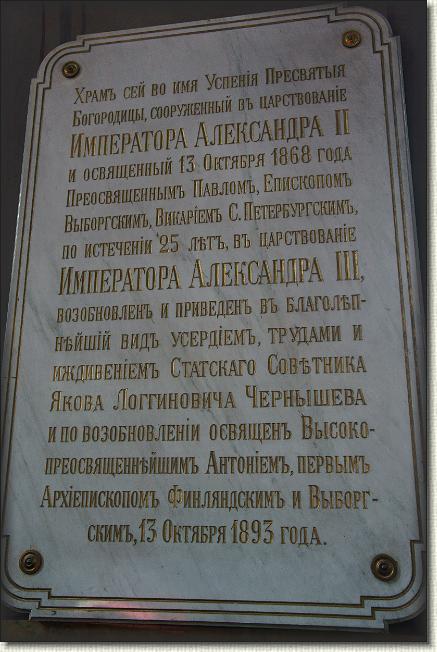 Храмъ сей во имя Успенія Пресвятыя
Богородицы, сооруженный въ царствованіе
Императора Александра II
и освященный 13 Октября 1868 года
Преосвященнымъ Павломъ, Епископомъ
Выборгскимъ, Викаріемъ С. Петербургскимъ,
по истеченіи 25 лѣтъ, въ царствованіе
Императора Александра III,
возобновленъ и приведенъ въ благолѣп-
нѣйшій видъ усердіемъ, трудами и
иждивеніемъ Статскаго Совѣтника
Якова Логгиновича Чернышева
и по возобновленіи освященъ Высоко-
преосвященнѣйшимъ Антоніемъ, первымъ
Архіепископомъ Финляндскимъ и Выборг-
скимъ, 13 Октября 1893 года.